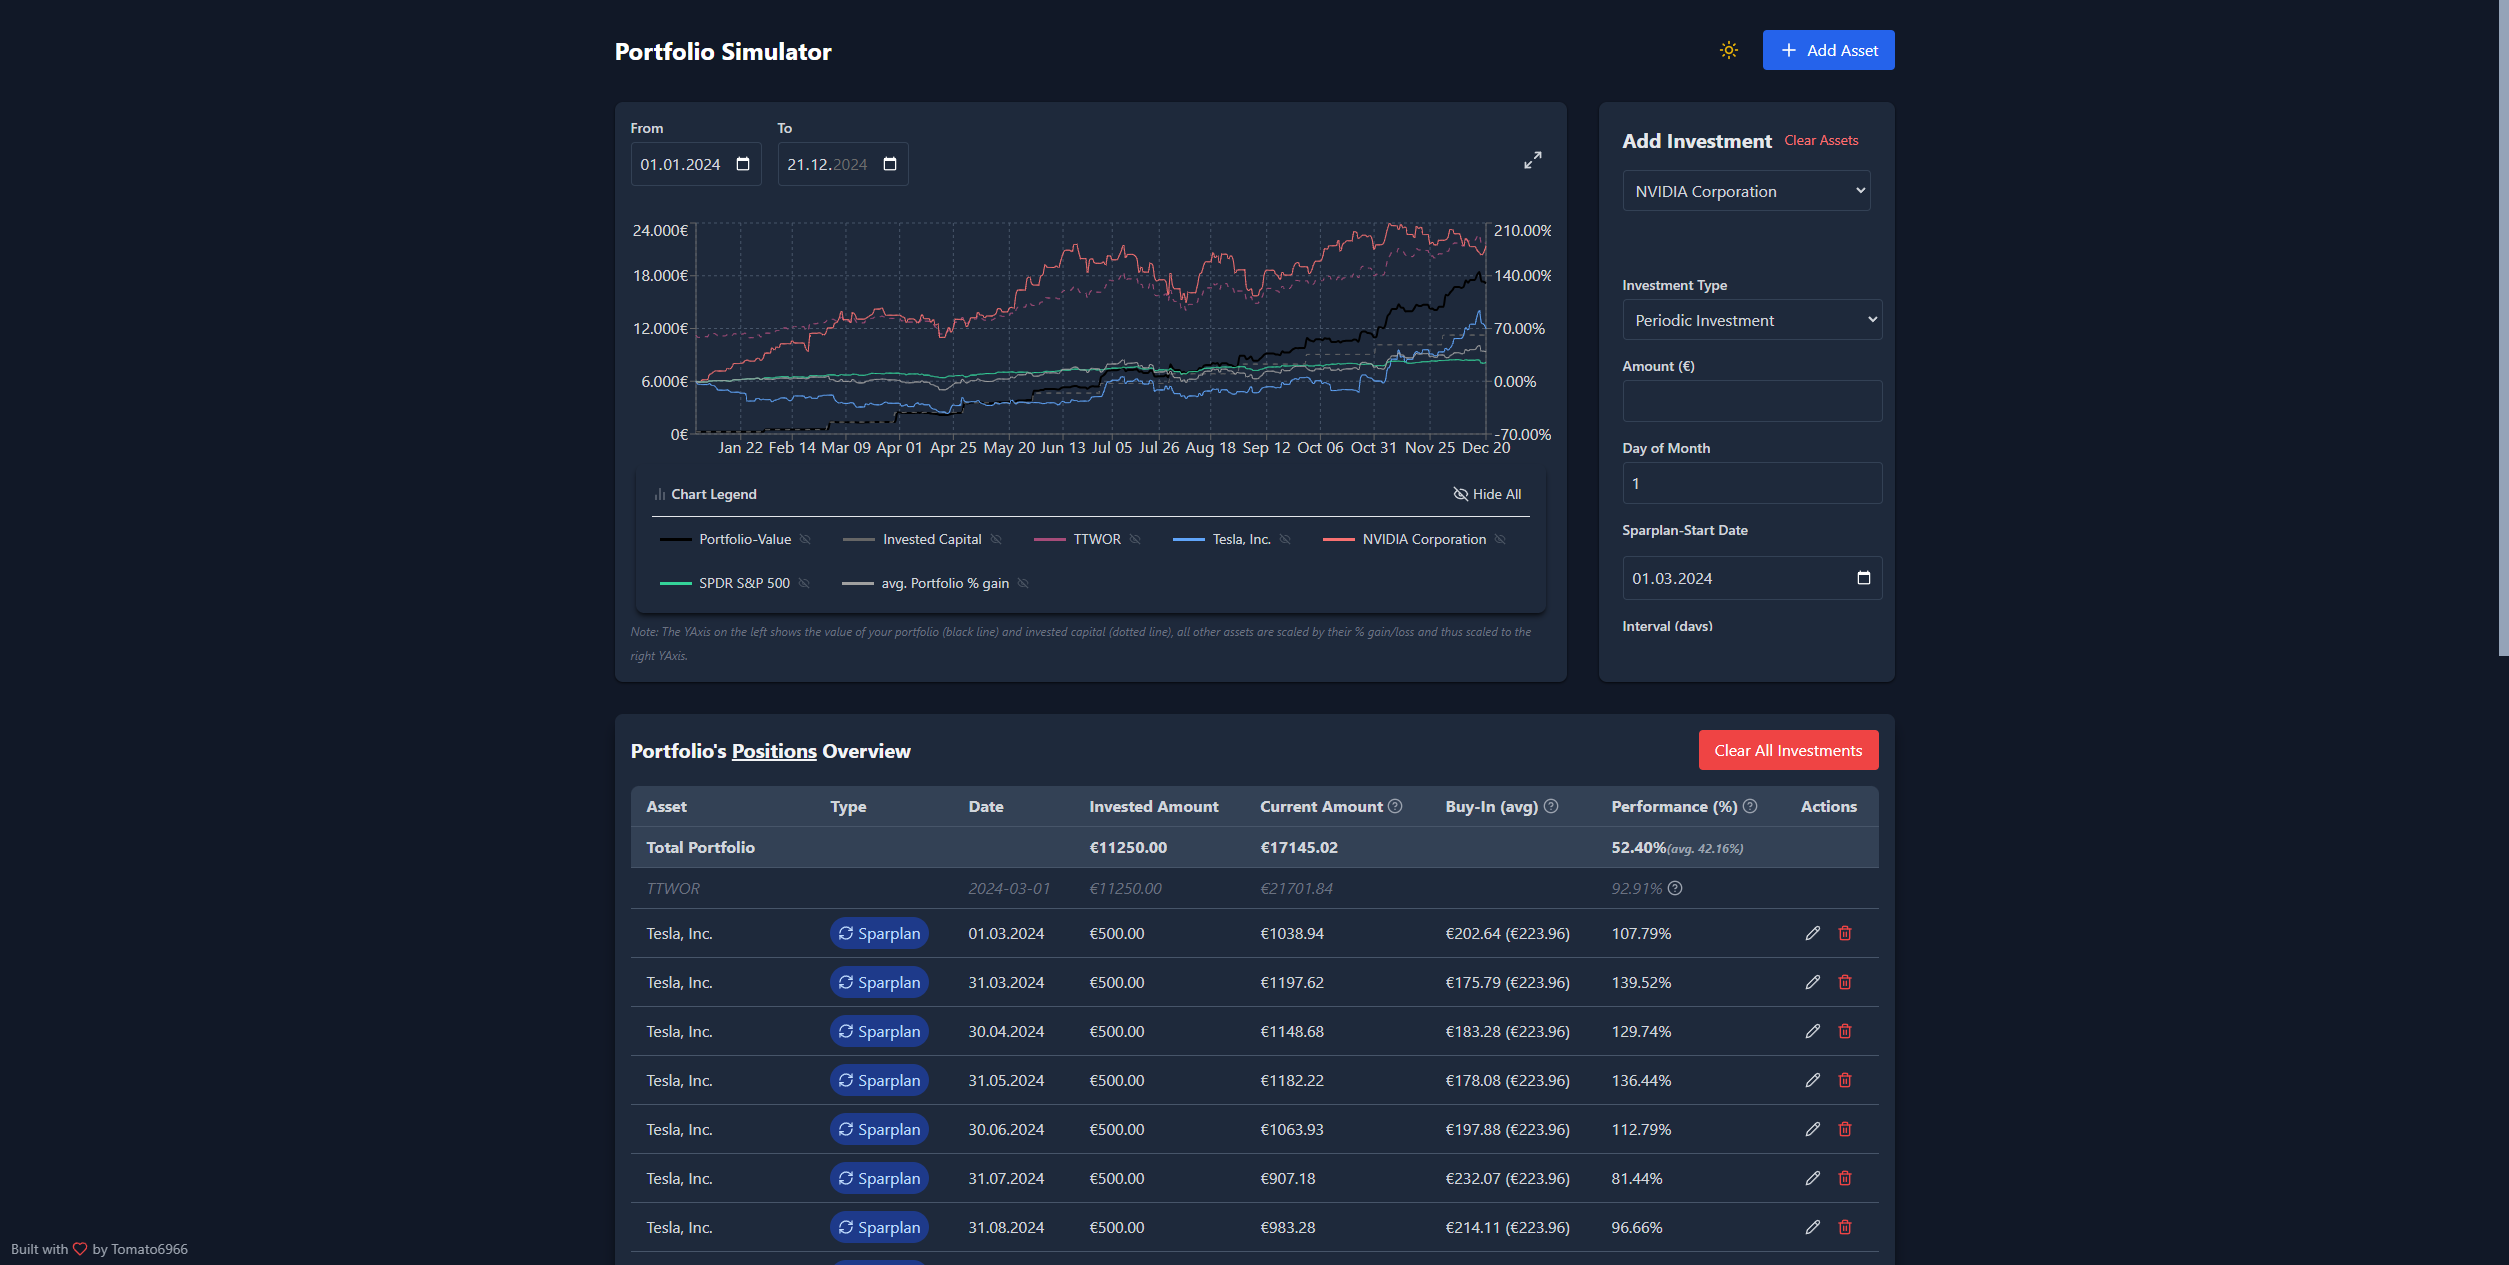 Portfolio Simulator
Add Asset
From
To
01.01.2024
21.12.2024
24.000€
18.000€
12.000€
6.000€
0€
210.00%
140.00%
70.00%
0.00%
-70.00%
Jan 22 Feb 14 Mar 09 Apr 01 Apr 25 May 20 Jun 13 Jul 05 Jul 26 Aug 18 Sep 12 Oct 06 Oct 31 Nov 25 Dec 20
Chart Legend
Hide All
Portfolio-Value
Invested Capital
TTWOR
Tesla, Inc.
NVIDIA Corporation
SPDR S&P 500
avg. Portfolio % gain
Note: The YAxis on the left shows the value of your portfolio (black line) and invested capital (dotted line), all other assets are scaled by their % gain/loss and thus scaled to the
right YAxis.
Add Investment
Clear Assets
NVIDIA Corporation
Investment Type
Periodic Investment
Amount (€)
Day of Month
1
Sparplan-Start Date
01.03.2024
Interval (days)
Portfolio's Positions Overview
Clear All Investments
Asset Type Date Invested Amount Current Amount Buy-In (avg) Performance (%) Actions
Total Portfolio €11250.00 €17145.02 52.40%(avg. 42.16%)
TTWOR 2024-03-01 €11250.00 €21701.84 92.91%
Tesla, Inc. Sparplan 01.03.2024 €500.00 €1038.94 €202.64 (€223.96) 107.79%
Tesla, Inc. Sparplan 31.03.2024 €500.00 €1197.62 €175.79 (€223.96) 139.52%
Tesla, Inc. Sparplan 30.04.2024 €500.00 €1148.68 €183.28 (€223.96) 129.74%
Tesla, Inc. Sparplan 31.05.2024 €500.00 €1182.22 €178.08 (€223.96) 136.44%
Tesla, Inc. Sparplan 30.06.2024 €500.00 €1063.93 €197.88 (€223.96) 112.79%
Tesla, Inc. Sparplan 31.07.2024 €500.00 €907.18 €232.07 (€223.96) 81.44%
Tesla, Inc. Sparplan 31.08.2024 €500.00 €983.28 €214.11 (€223.96) 96.66%
Built with by Tomato6966